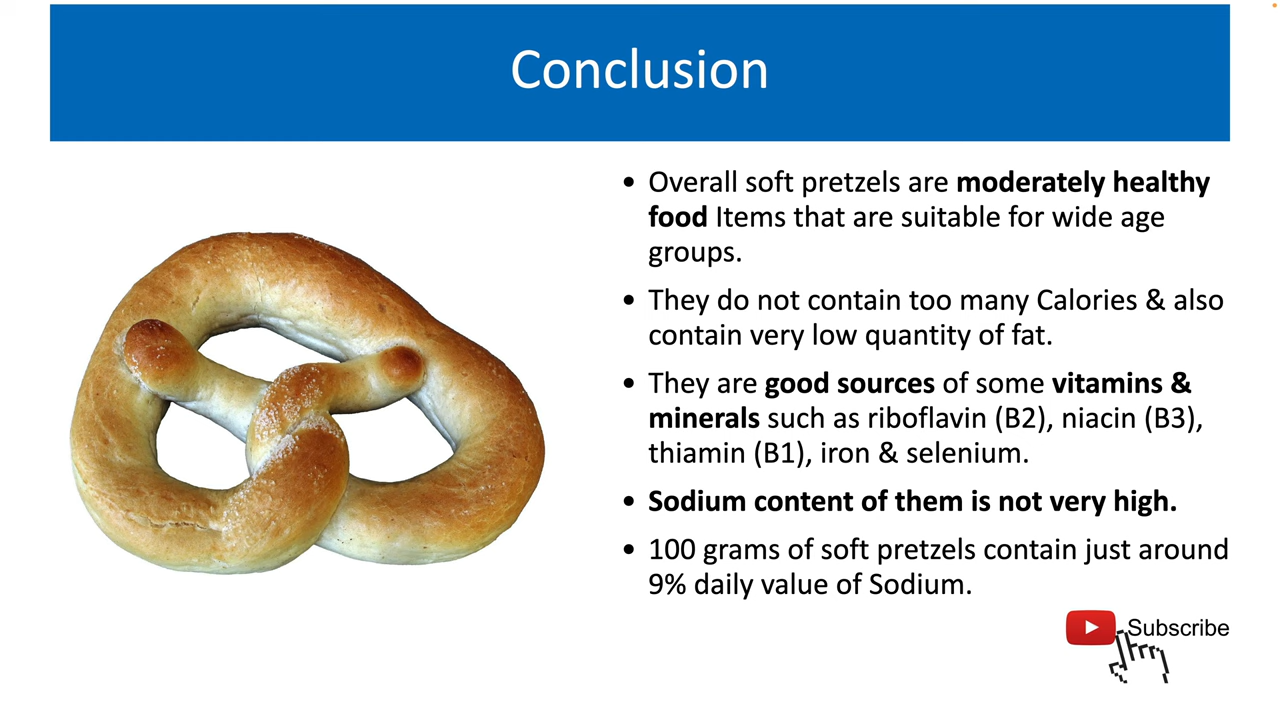 Conclusion
• Overall soft pretzels are moderately healthy
food Items that are suitable for wide age
groups.
• They do not contain too many Calories & also
contain very low quantity of fat.
• They are good sources of some vitamins &
minerals such as riboflavin (B2), niacin (B3),
thiamin (B1), iron & selenium.
• Sodium content of them is not very high.
• 100 grams of soft pretzels contain just around
9% daily value of Sodium.
Subscribe